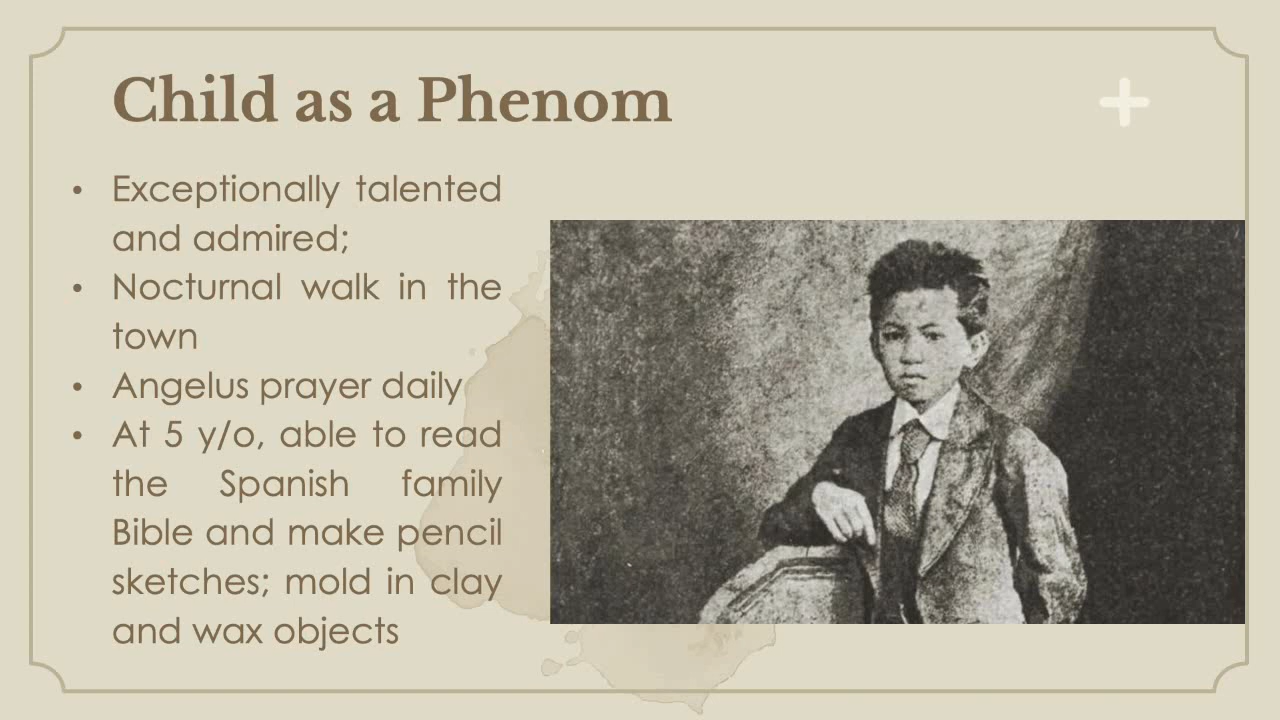 Child as a Phenom
• Exceptionally talented
and admired;
• Nocturnal walk in the
town
• Angelus prayer daily
• At 5 y/o, able to read
the Spanish family
Bible and make pencil
sketches; mold in clay
and wax objects